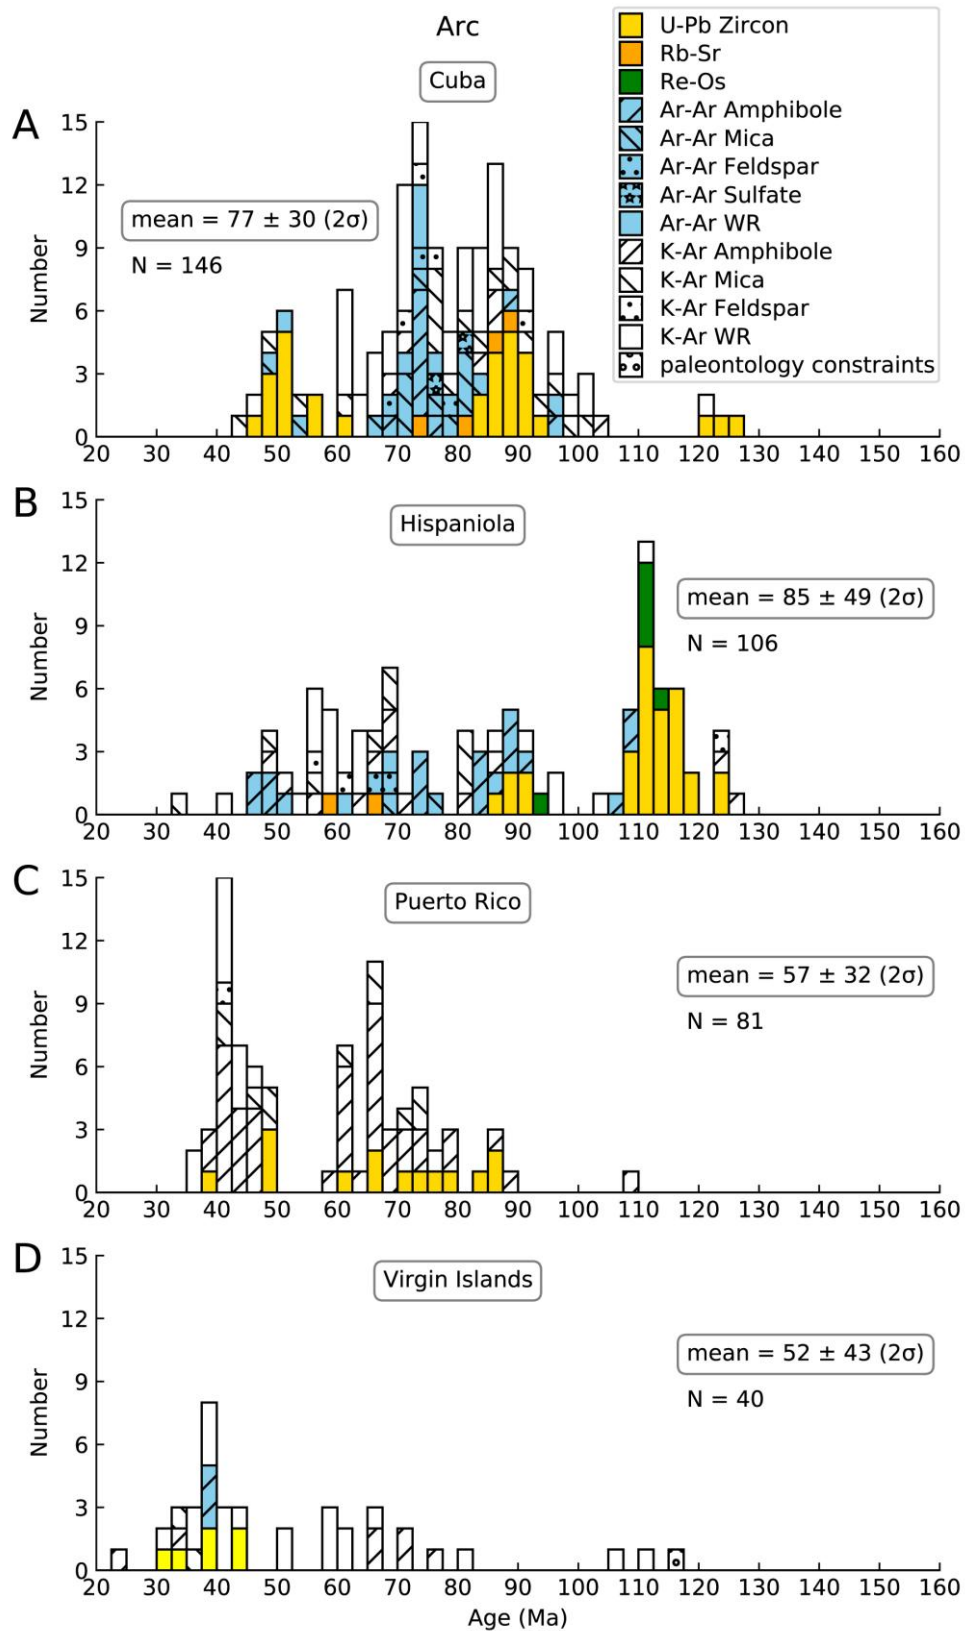 Arc
Cuba
U-Pb Zircon
Rb-Sr
Re-Os
Ar-Ar Amphibole
Ar-Ar Mica
Ar-Ar Feldspar
Ar-Ar Sulfate
Ar-Ar WR
K-Ar Amphibole
K-Ar Mica
K-Ar Feldspar
K-Ar WR
paleontology constraints
A
15
12
9
6
3
0
Number
mean = 77 ± 30 (2σ)
N = 146
20 30 40 50 60 70 80 90 100 110 120 130 140 150 160
B
Hispaniola
15
12
9
6
3
0
Number
mean = 85 ± 49 (2σ)
N = 106
20 30 40 50 60 70 80 90 100 110 120 130 140 150 160
C
Puerto Rico
15
12
9
6
3
0
Number
mean = 57 ± 32 (2σ)
N = 81
20 30 40 50 60 70 80 90 100 110 120 130 140 150 160
D
Virgin Islands
15
12
9
6
3
0
Number
mean = 52 ± 43 (2σ)
N = 40
20 30 40 50 60 70 80 90 100 110 120 130 140 150 160
Age (Ma)